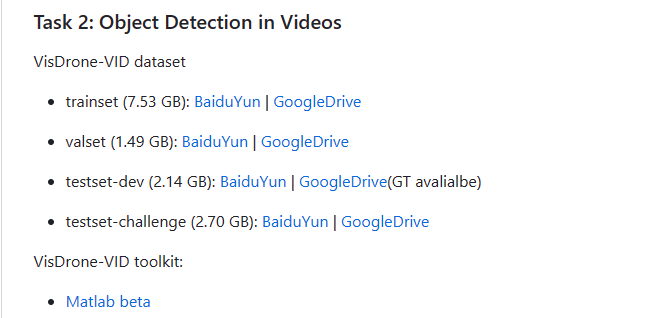 Task 2: Object Detection in Videos
VisDrone-VID dataset
• trainset (7.53 GB): BaiduYun | GoogleDrive
• valset (1.49 GB): BaiduYun | GoogleDrive
• testset-dev (2.14 GB): BaiduYun | GoogleDrive(GT avalialbe)
• testset-challenge (2.70 GB): BaiduYun | GoogleDrive
VisDrone-VID toolkit:
• Matlab beta